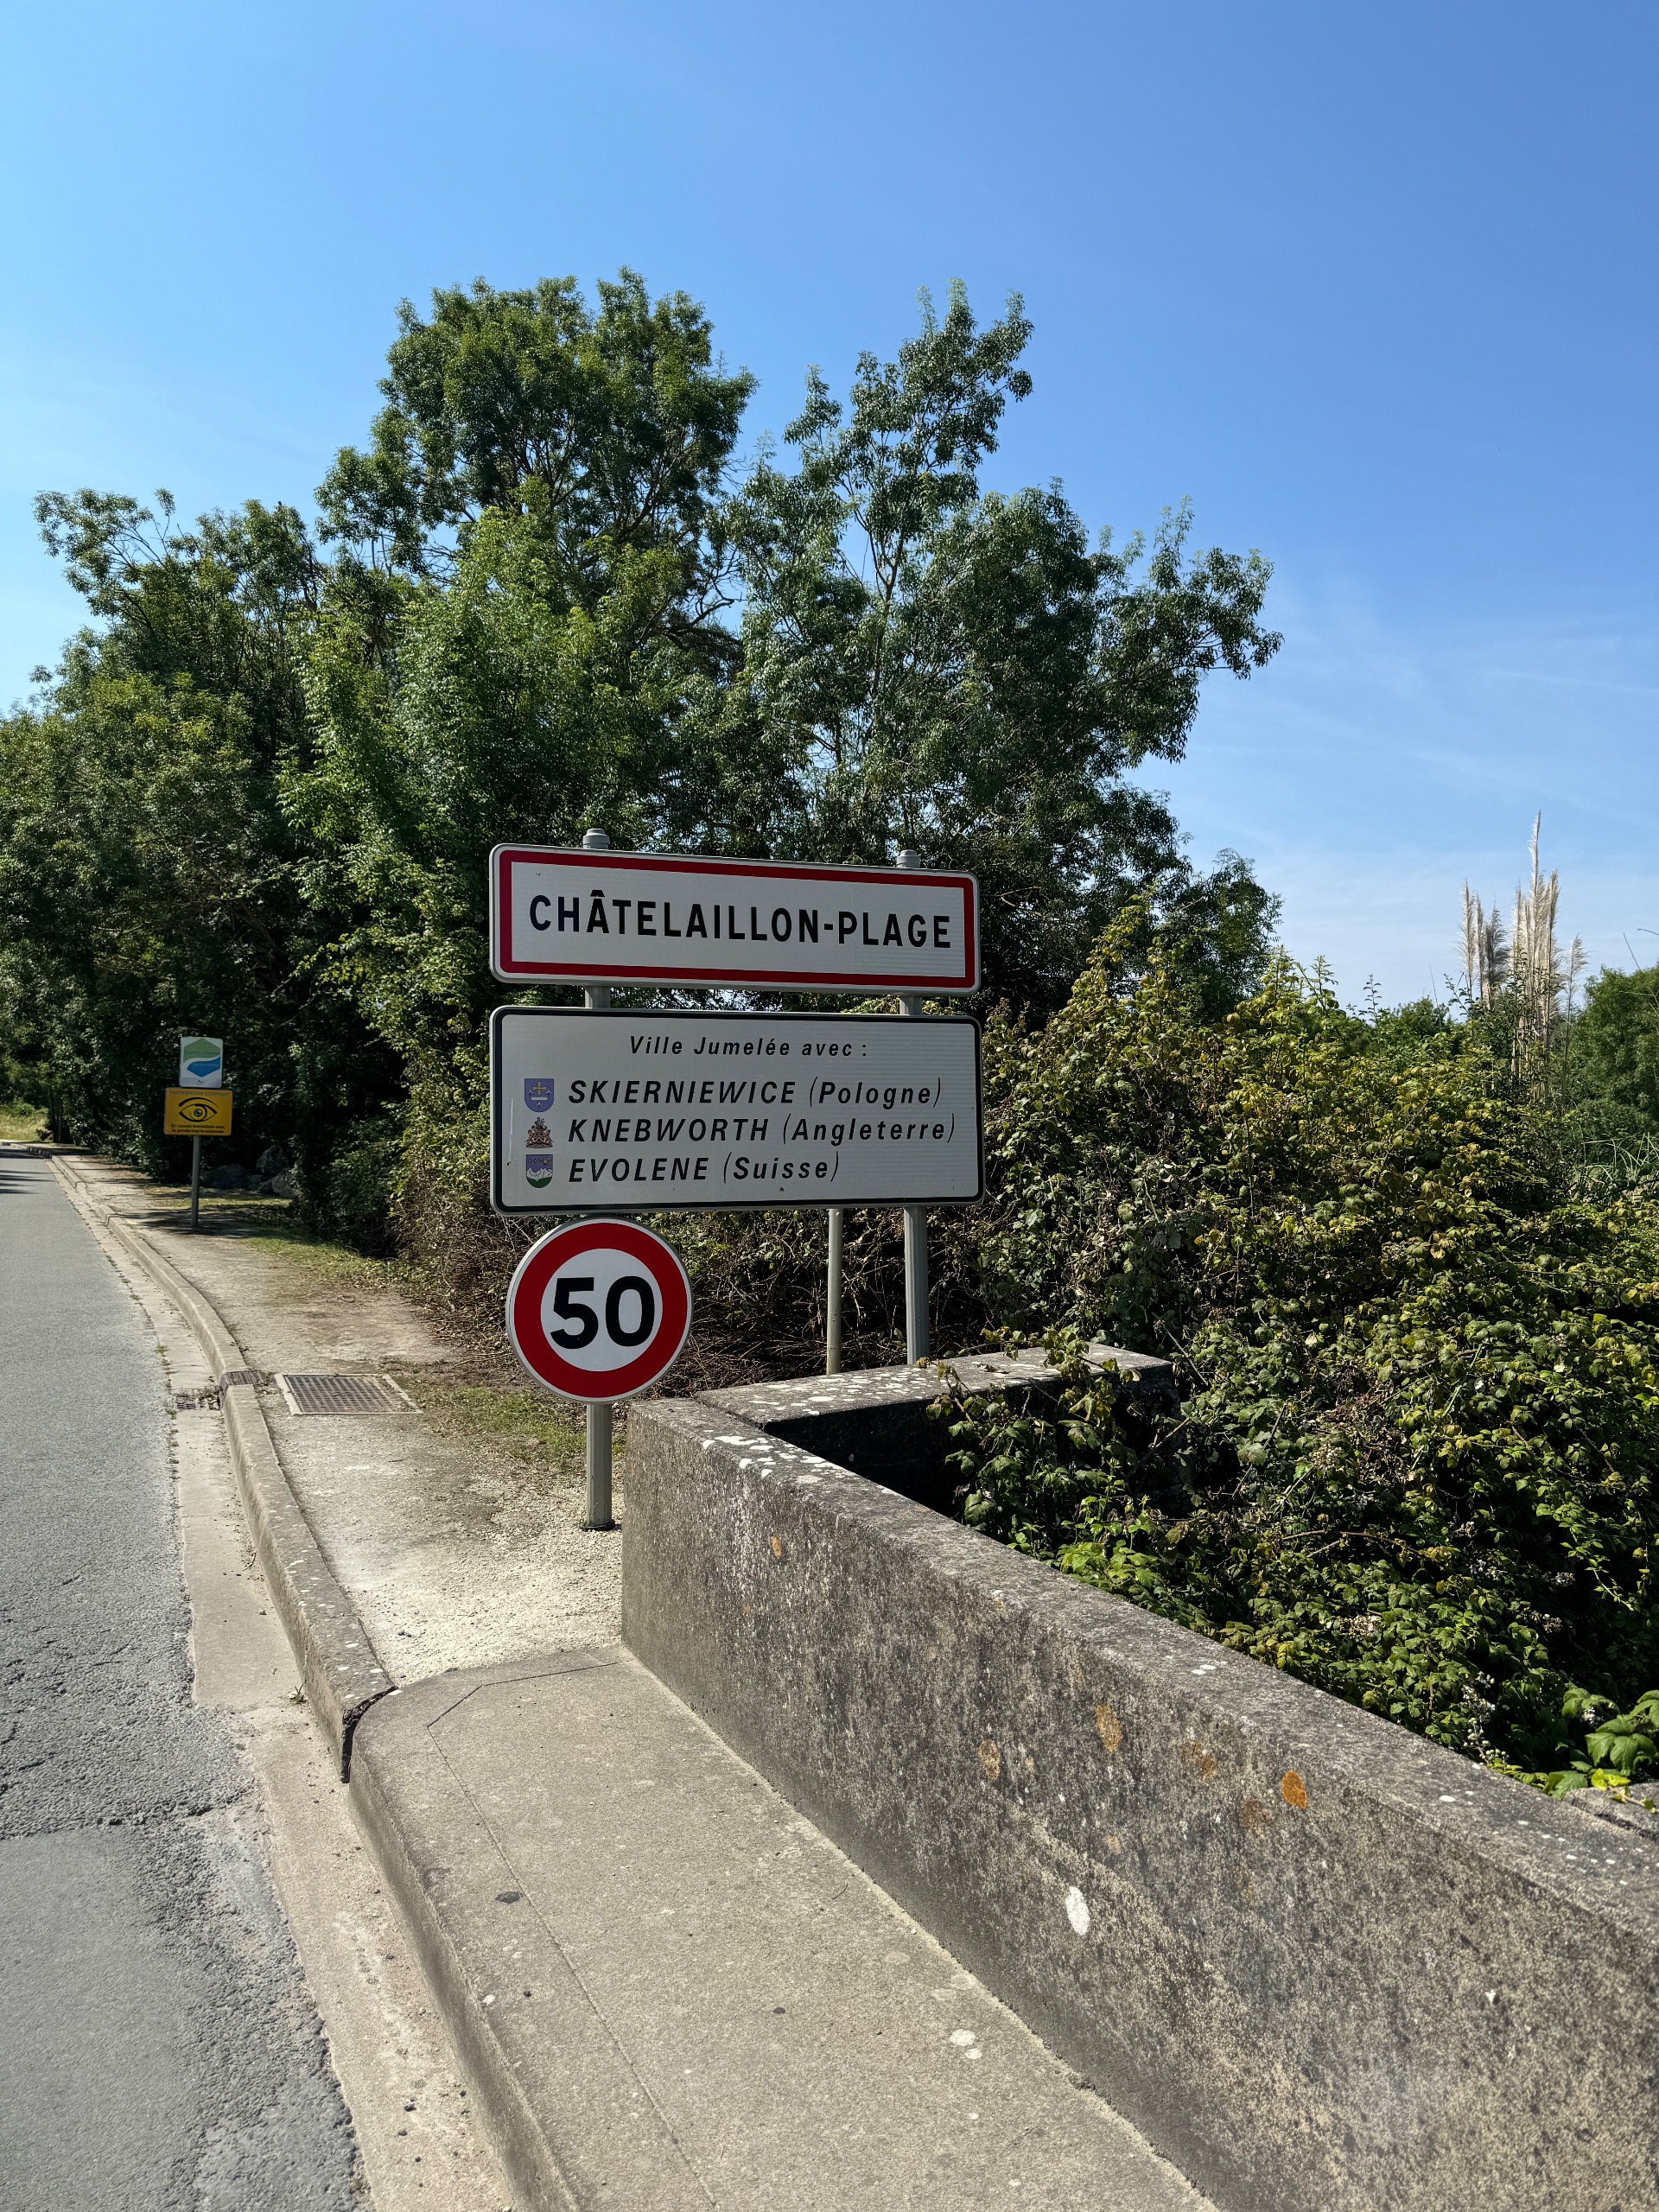 CHÂTELAILLON-PLAGE
Ville Jumelée avec :
SKIERNIEWICE (Pologne)
KNEBWORTH (Angleterre)
EVOLENE (Suisse)
50